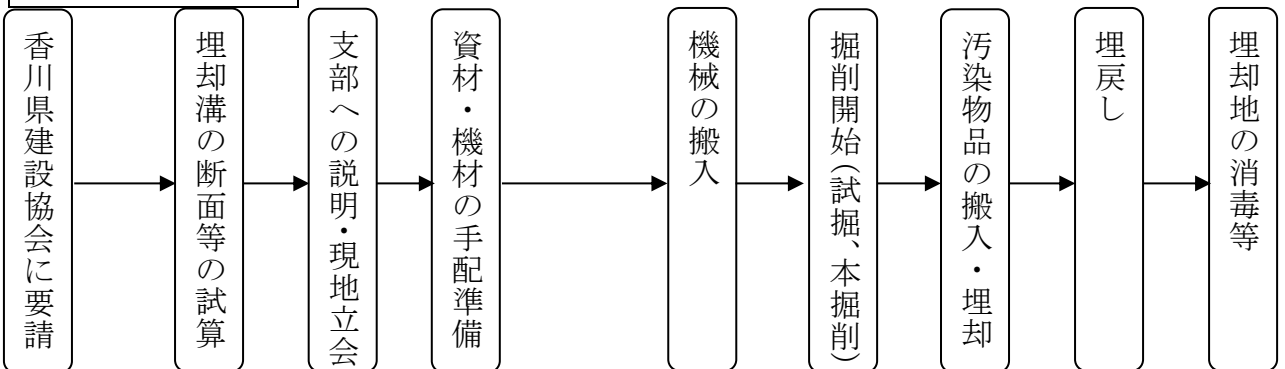 香川県建設協会に要請
埋却溝の断面等の試算
支部への説明・現地立会
資材・機材の手配準備
機械の搬入
掘削開始（試掘、本掘削）
汚染物品の搬入・埋却
埋戻し
埋却地の消毒等